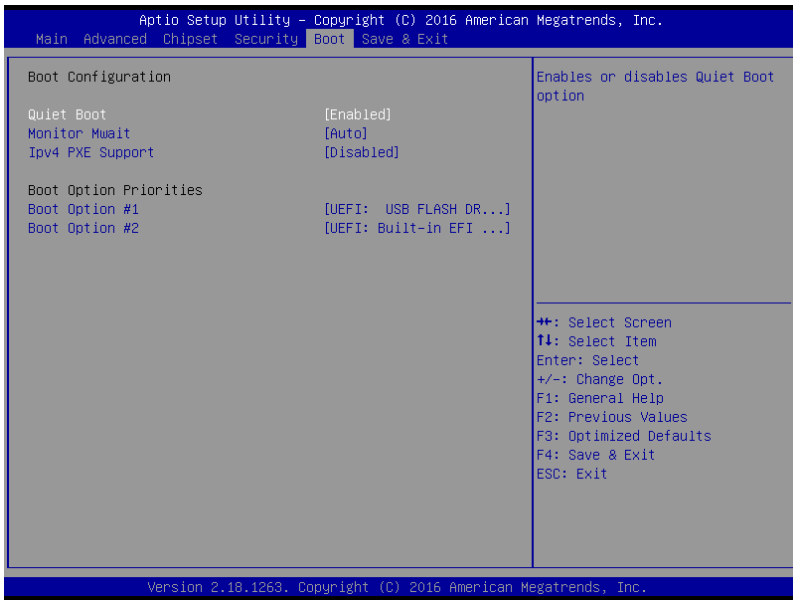 Aptio Setup Utility – Copyright (C) 2016 American Megatrends, Inc.
Main Advanced Chipset Security Boot Save & Exit
Boot Configuration
Quiet Boot [Enabled]
Monitor Mwait [Auto]
Ipv4 PXE Support [Disabled]
Boot Option Priorities
Boot Option #1 [UEFI:  USB FLASH DR...]
Boot Option #2 [UEFI: Built-in EFI ...]
Enables or disables Quiet Boot
option
→←: Select Screen
↑↓: Select Item
Enter: Select
+/-: Change Opt.
F1: General Help
F2: Previous Values
F3: Optimized Defaults
F4: Save & Exit
ESC: Exit
Version 2.18.1263. Copyright (C) 2016 American Megatrends, Inc.